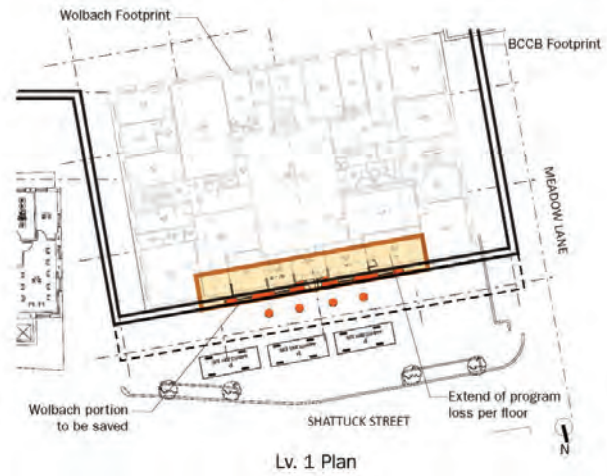 Wolbach Footprint
BCCB Footprint
MEADOW LANE
Wolbach portion
to be saved
Extend of program
loss per floor
SHATTUCK STREET
N
Lv. 1 Plan